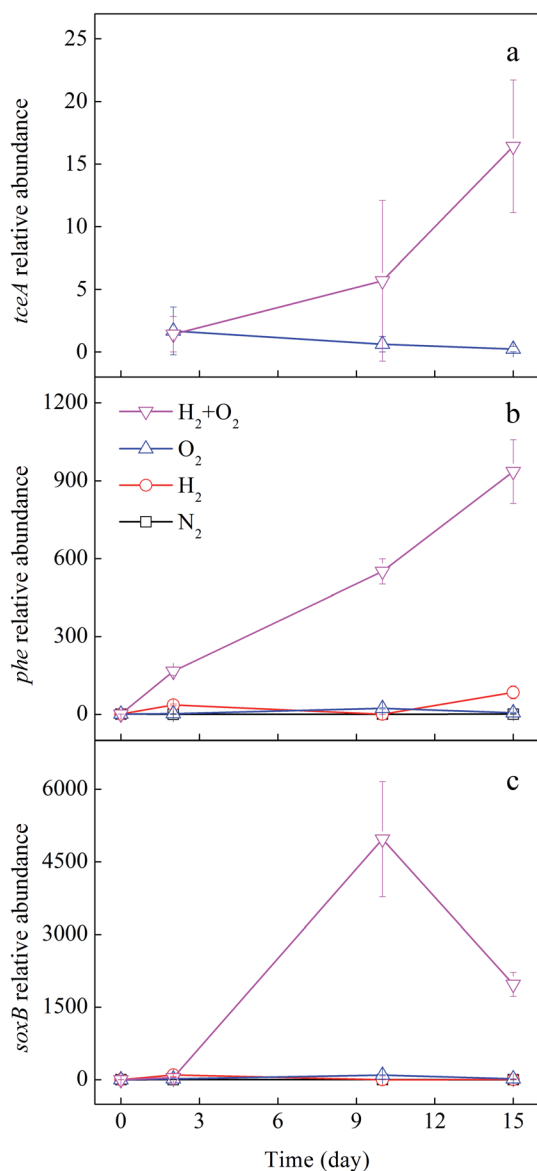 25
20
15
10
5
0
tceA relative abundance
a
1200
900
600
300
0
phe relative abundance
b
H₂+O₂
O₂
H₂
N₂
6000
4500
3000
1500
0
soxB relative abundance
c
0 3 6 9 12 15
Time (day)